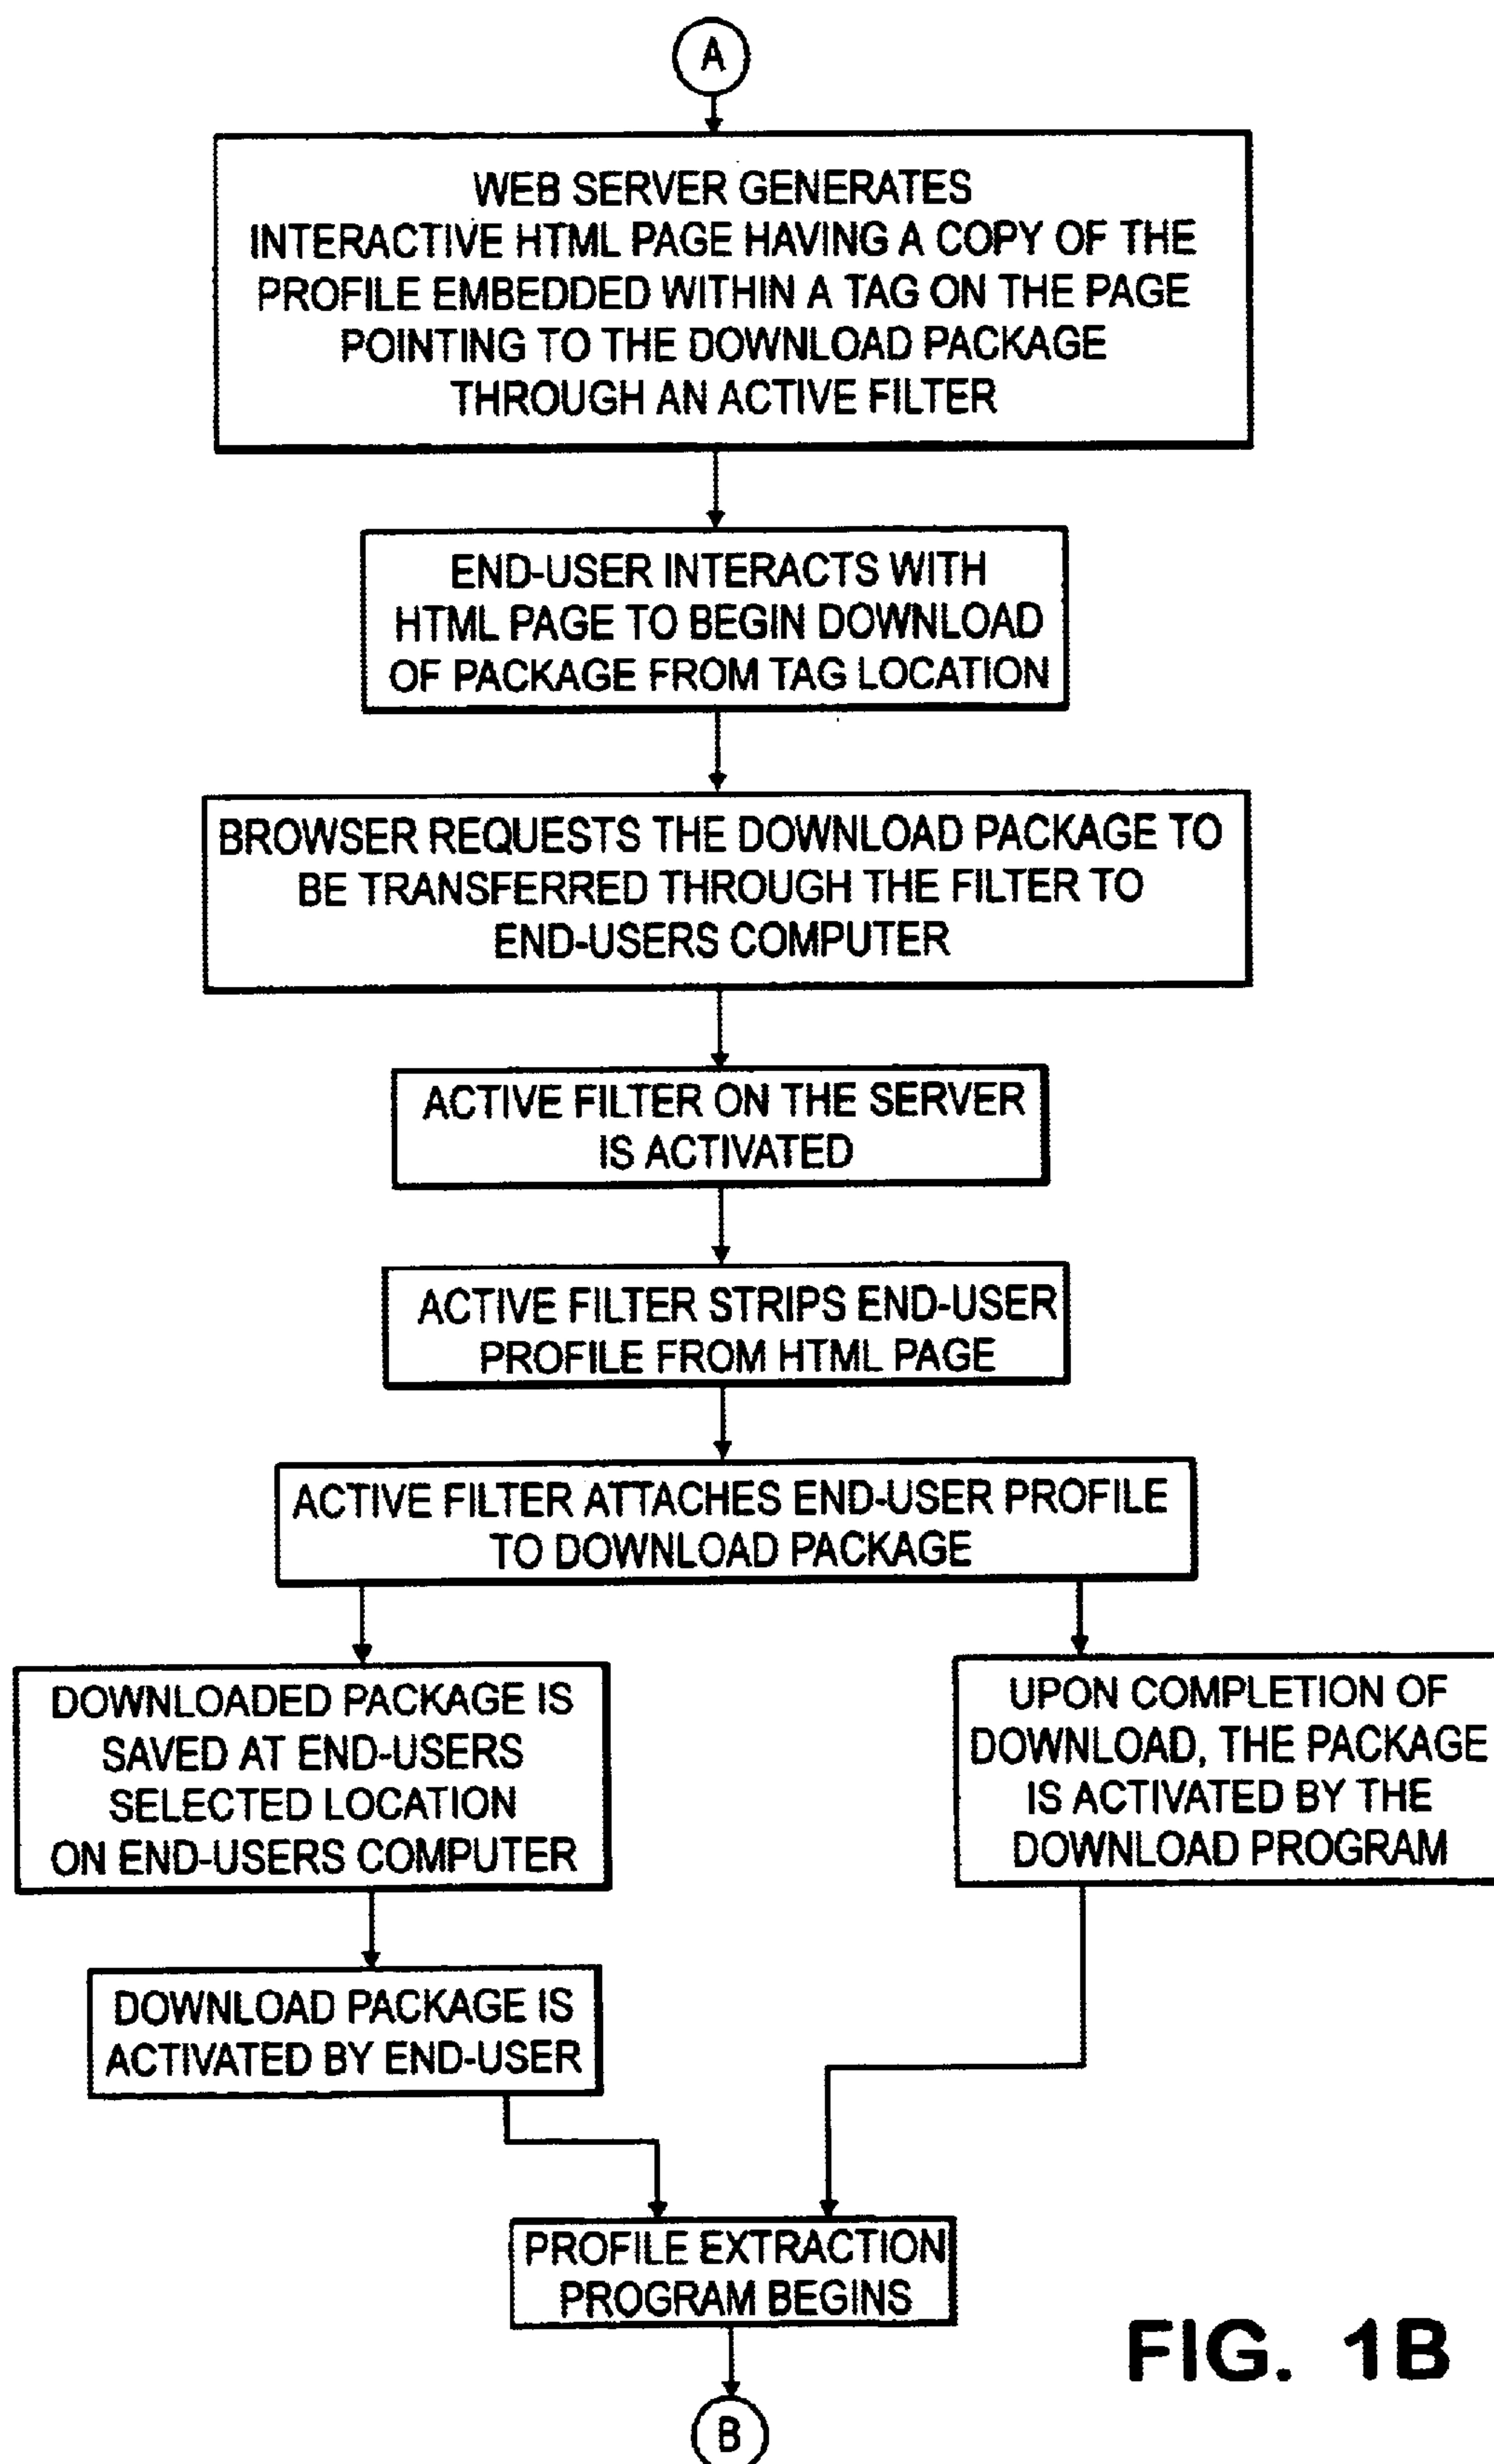 A
WEB SERVER GENERATES
INTERACTIVE HTML PAGE HAVING A COPY OF THE
PROFILE EMBEDDED WITHIN A TAG ON THE PAGE
POINTING TO THE DOWNLOAD PACKAGE
THROUGH AN ACTIVE FILTER
END-USER INTERACTS WITH
HTML PAGE TO BEGIN DOWNLOAD
OF PACKAGE FROM TAG LOCATION
BROWSER REQUESTS THE DOWNLOAD PACKAGE TO
BE TRANSFERRED THROUGH THE FILTER TO
END-USERS COMPUTER
ACTIVE FILTER ON THE SERVER
IS ACTIVATED
ACTIVE FILTER STRIPS END-USER
PROFILE FROM HTML PAGE
ACTIVE FILTER ATTACHES END-USER PROFILE
TO DOWNLOAD PACKAGE
DOWNLOADED PACKAGE IS
SAVED AT END-USERS
SELECTED LOCATION
ON END-USERS COMPUTER
UPON COMPLETION OF
DOWNLOAD, THE PACKAGE
IS ACTIVATED BY THE
DOWNLOAD PROGRAM
DOWNLOAD PACKAGE IS
ACTIVATED BY END-USER
PROFILE EXTRACTION
PROGRAM BEGINS
FIG. 1B
B